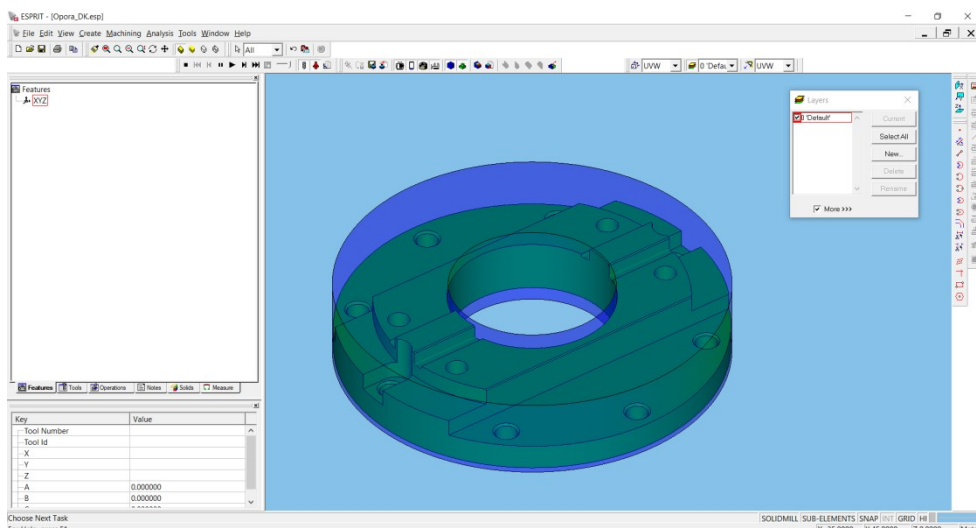 ESPRIT - [Opora_DK.esp]
File Edit View Create Machining Analysis Tools Window Help
All
UVW 0 'Defau UVW
Features
XYZ
Layers
0 'Default'
Current
Select All
New...
Delete
Rename
More >>>
Features Tools Operations Notes Solids Measure
Key Value
Tool Number
Tool Id
X
Y
Z
A 0.000000
B 0.000000
Choose Next Task
SOLIDMILL SUB-ELEMENTS SNAP INT GRID HI